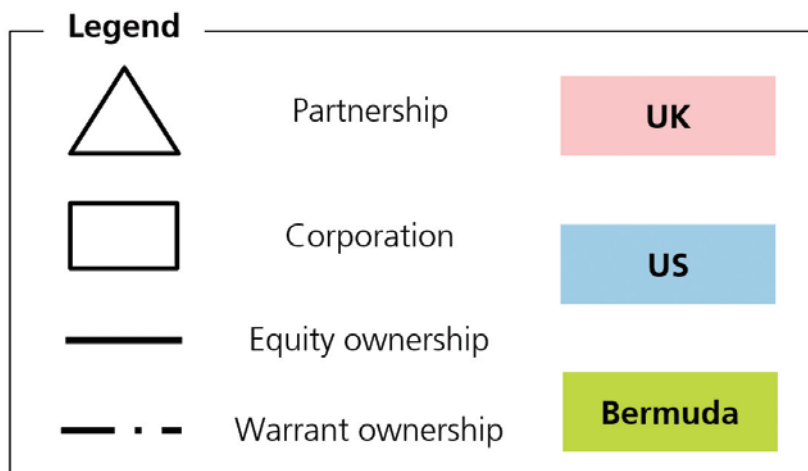 Legend
Partnership
UK
Corporation
US
Equity ownership
Bermuda
Warrant ownership